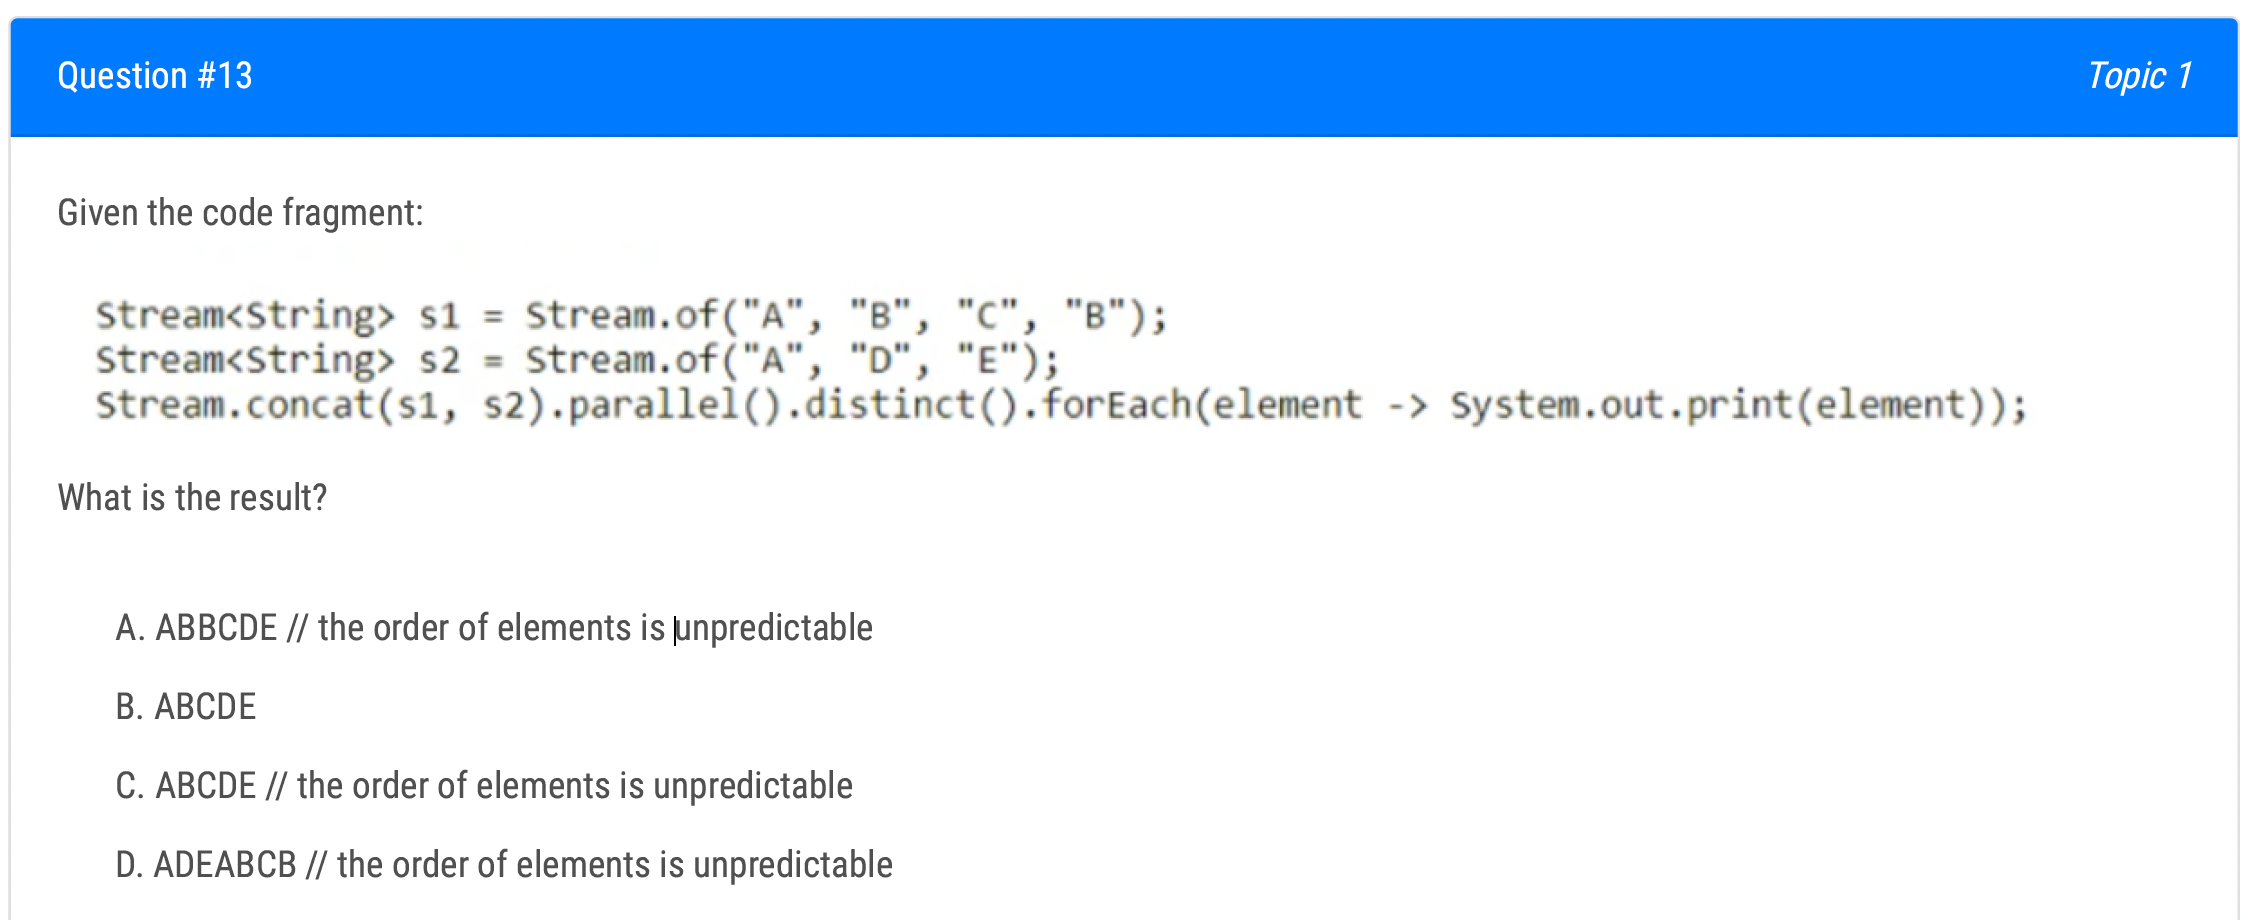 Question #13
Topic 1
Given the code fragment:
Stream<String> s1 = Stream.of("A", "B", "C", "B");
Stream<String> s2 = Stream.of("A", "D", "E");
Stream.concat(s1, s2).parallel().distinct().forEach(element -> System.out.print(element));
What is the result?
A. ABBCDE // the order of elements is unpredictable
B. ABCDE
C. ABCDE // the order of elements is unpredictable
D. ADEABCB // the order of elements is unpredictable